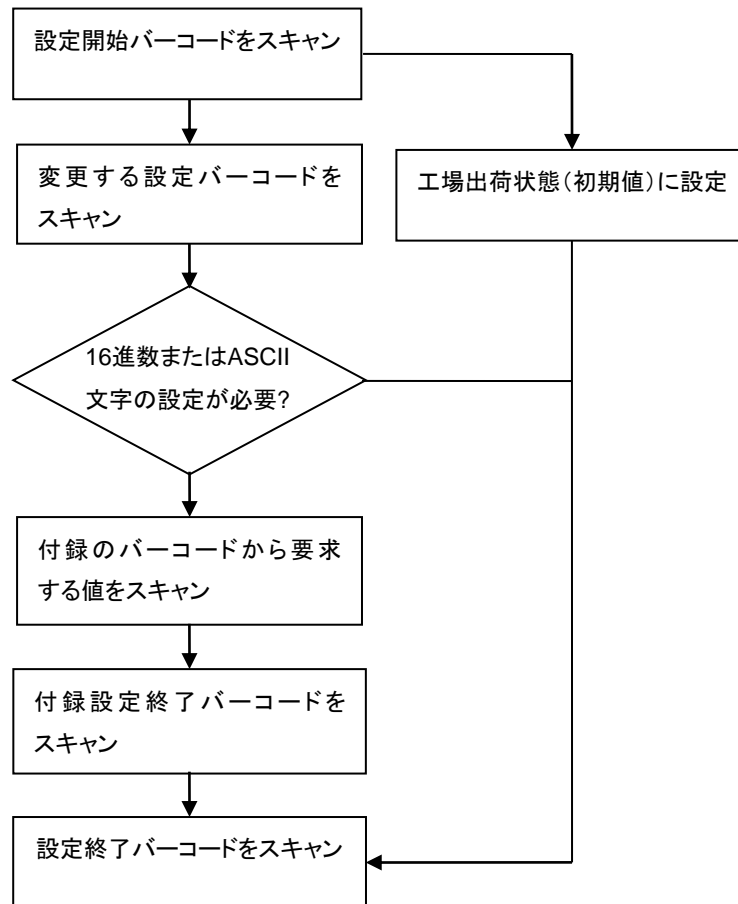 設定開始バーコードをスキャン
変更する設定バーコードを
スキャン
工場出荷状態(初期値)に設定
16進数またはASCII
文字の設定が必要?
付録のバーコードから要求
する値をスキャン
付録設定終了バーコードを
スキャン
設定終了バーコードをスキャン